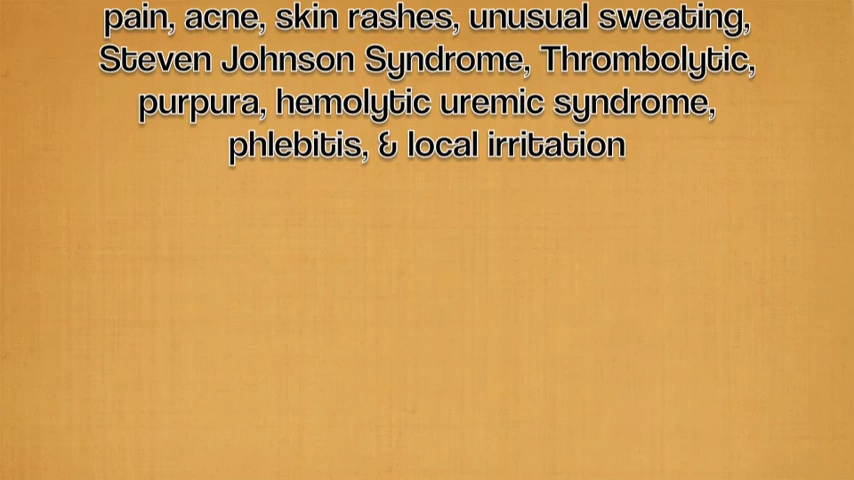 pain, acne, skin rashes, unusual sweating,
Steven Johnson Syndrome, Thrombolytic,
purpura, hemolytic uremic syndrome,
phlebitis, & local irritation